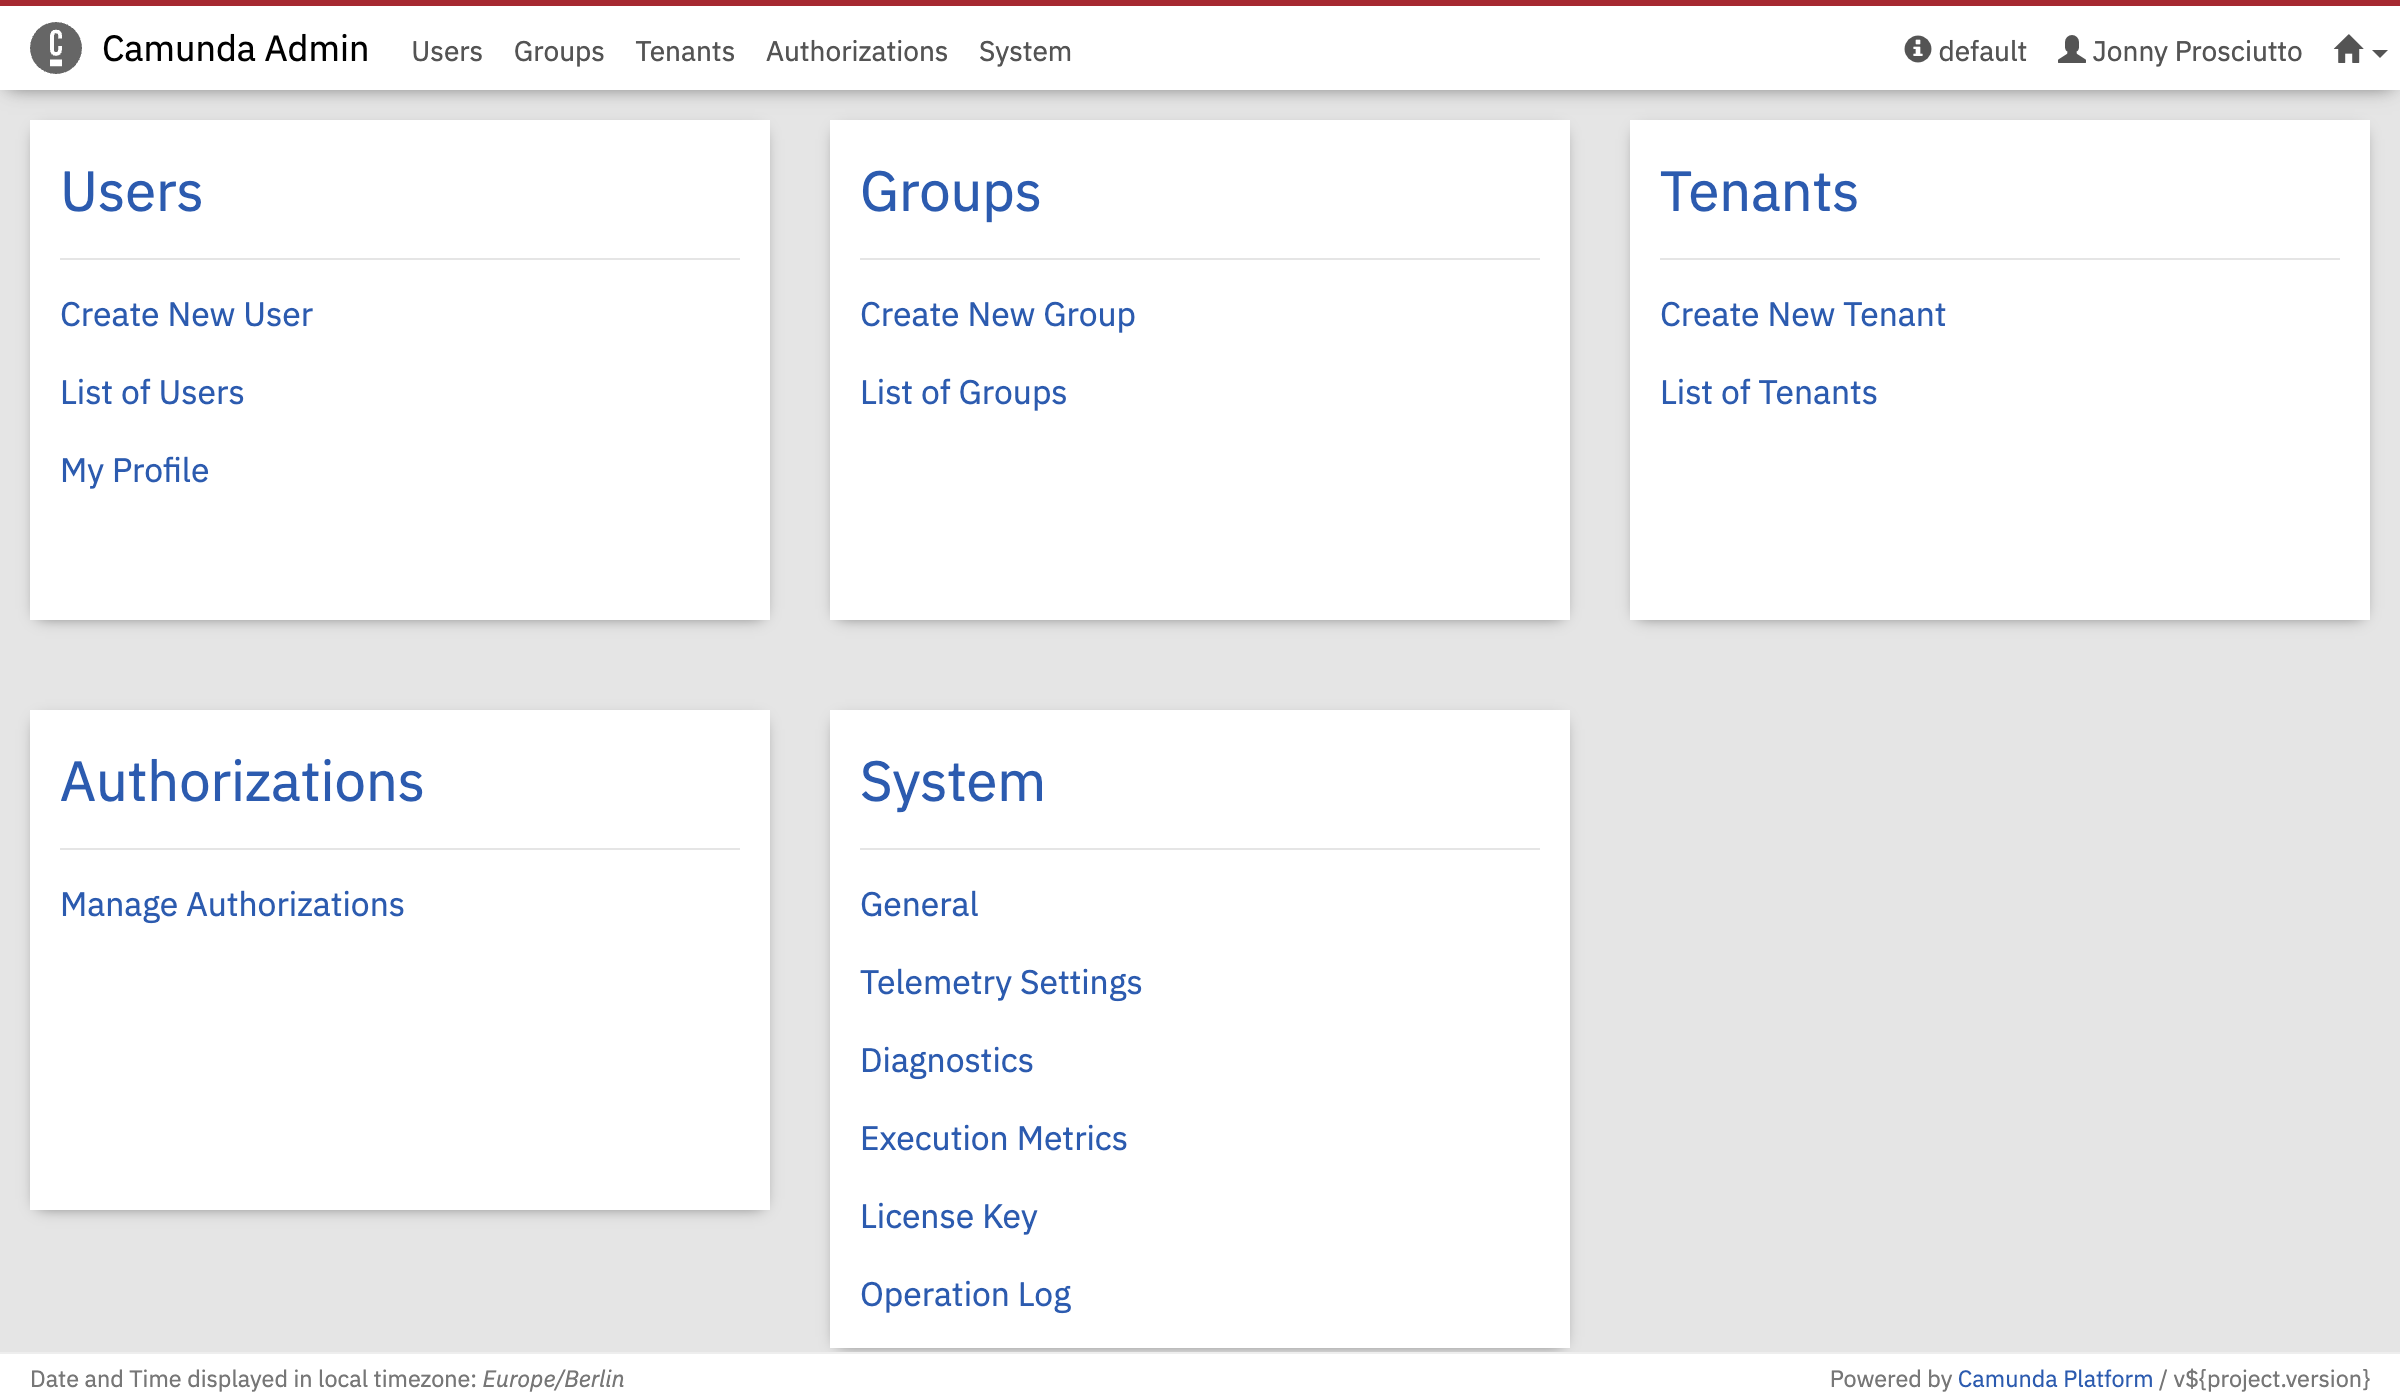 Camunda Admin Users Groups Tenants Authorizations System default Jonny Prosciutto
Users
Create New User
List of Users
My Profile
Groups
Create New Group
List of Groups
Tenants
Create New Tenant
List of Tenants
Authorizations
Manage Authorizations
System
General
Telemetry Settings
Diagnostics
Execution Metrics
License Key
Operation Log
Date and Time displayed in local timezone: Europe/Berlin
Powered by Camunda Platform / v${project.version}